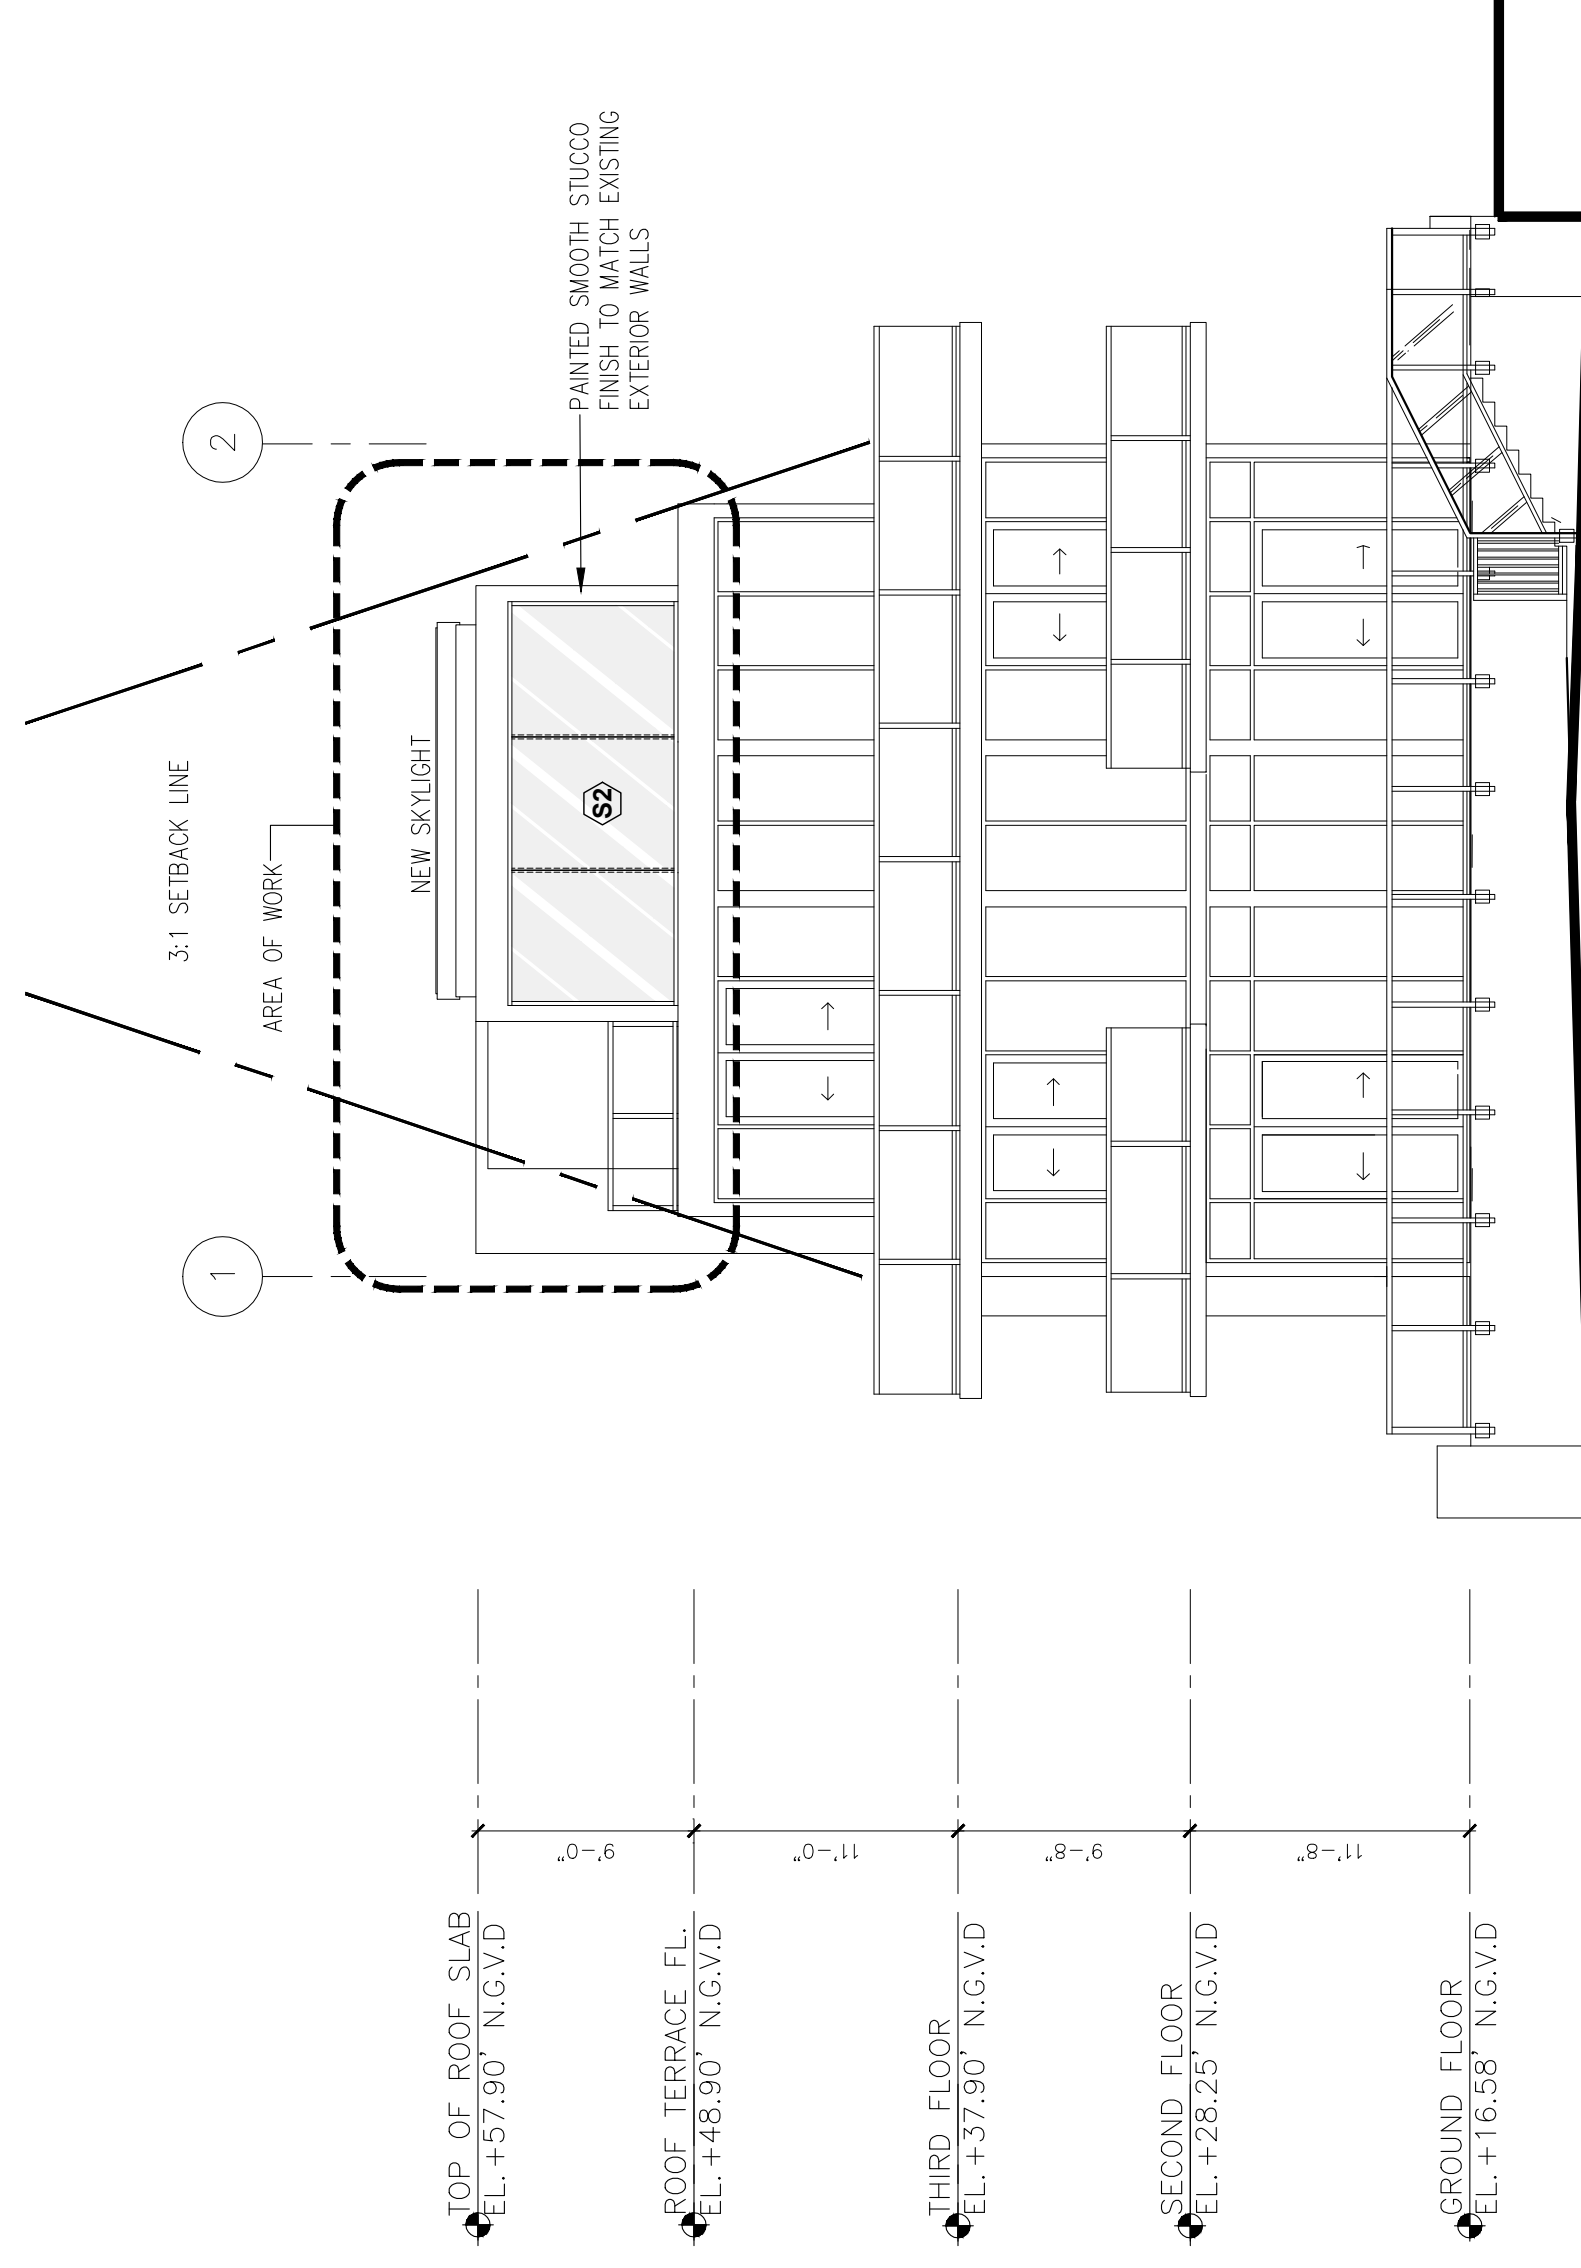 1
2
3:1 SETBACK LINE
AREA OF WORK
NEW SKYLIGHT
PAINTED SMOOTH STUCCO
FINISH TO MATCH EXISTING
EXTERIOR WALLS
S2
TOP OF ROOF SLAB
EL. +57.90' N.G.V.D
9'-0"
ROOF TERRACE FL.
EL. +48.90' N.G.V.D
11'-0"
THIRD FLOOR
EL. +37.90' N.G.V.D
9'-8"
SECOND FLOOR
EL. +28.25' N.G.V.D
11'-8"
GROUND FLOOR
EL. +16.58' N.G.V.D